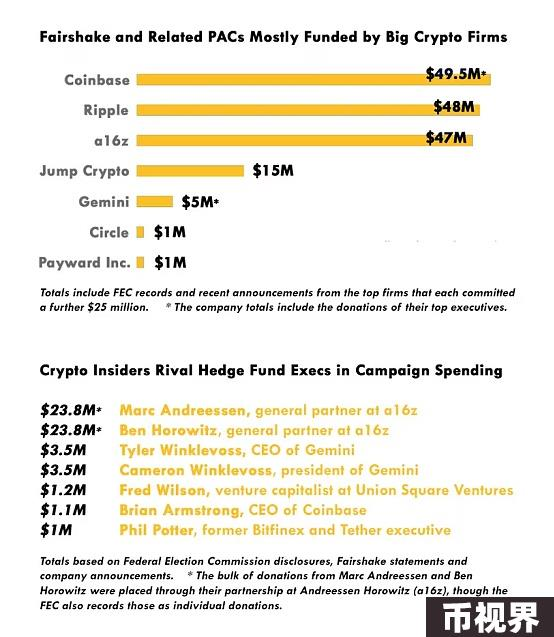 Fairshake and Related PACs Mostly Funded by Big Crypto Firms
Coinbase $49.5M*
Ripple $48M
a16z $47M
Jump Crypto $15M
Gemini $5M*
Circle $1M
Payward Inc. $1M
Totals include FEC records and recent announcements from the top firms that each committed
a further $25 million. * The company totals include the donations of their top executives.
Crypto Insiders Rival Hedge Fund Execs in Campaign Spending
$23.8M* Marc Andreessen, general partner at a16z
$23.8M* Ben Horowitz, general partner at a16z
$3.5M Tyler Winklevoss, CEO of Gemini
$3.5M Cameron Winklevoss, president of Gemini
$1.2M Fred Wilson, venture capitalist at Union Square Ventures
$1.1M Brian Armstrong, CEO of Coinbase
$1M Phil Potter, former Bitfinex and Tether executive
Totals based on Federal Election Commission disclosures, Fairshake statements and
company announcements. * The bulk of donations from Marc Andreessen and Ben
Horowitz were placed through their partnership at Andreessen Horowitz (a16z), though the
FEC also records those as individual donations.
币视界